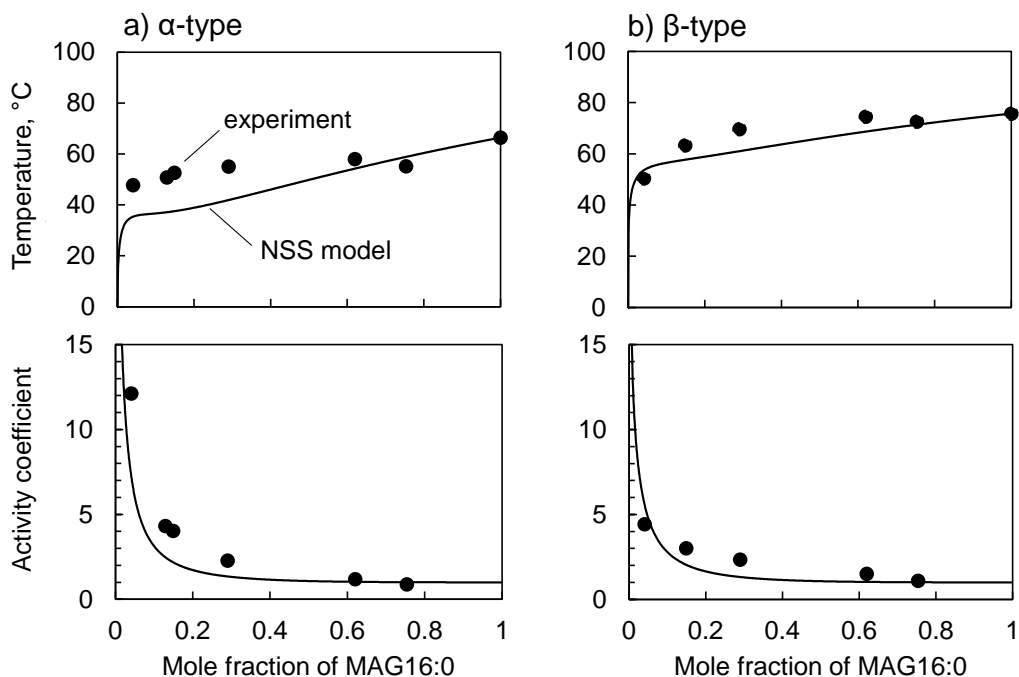 a) α-type
b) β-type
Temperature, °C
100
80
60
40
20
0
experiment
NSS model
100
80
60
40
20
0
Activity coefficient
15
10
5
0
0 0.2 0.4 0.6 0.8 1
Mole fraction of MAG16:0
15
10
5
0
0 0.2 0.4 0.6 0.8 1
Mole fraction of MAG16:0